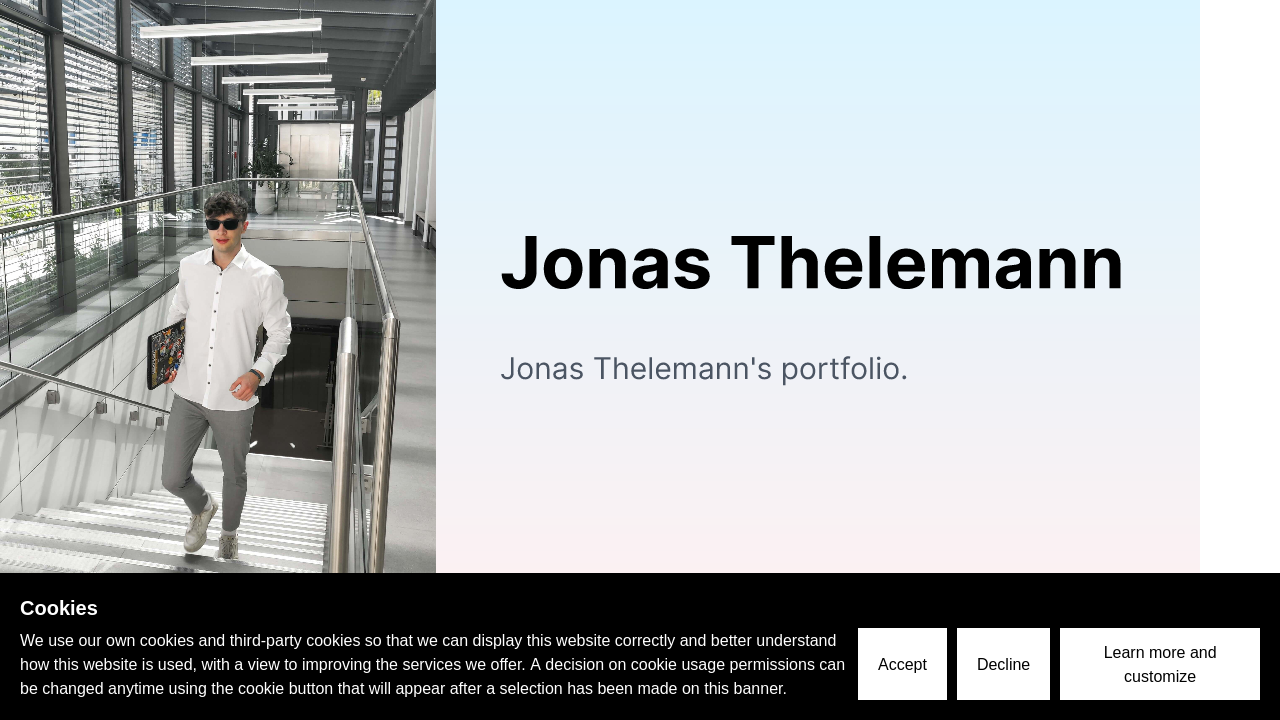 Jonas Thelemann
Jonas Thelemann's portfolio.
Cookies
We use our own cookies and third-party cookies so that we can display this website correctly and better understand
how this website is used, with a view to improving the services we offer. A decision on cookie usage permissions can
be changed anytime using the cookie button that will appear after a selection has been made on this banner.
Accept
Decline
Learn more and
customize